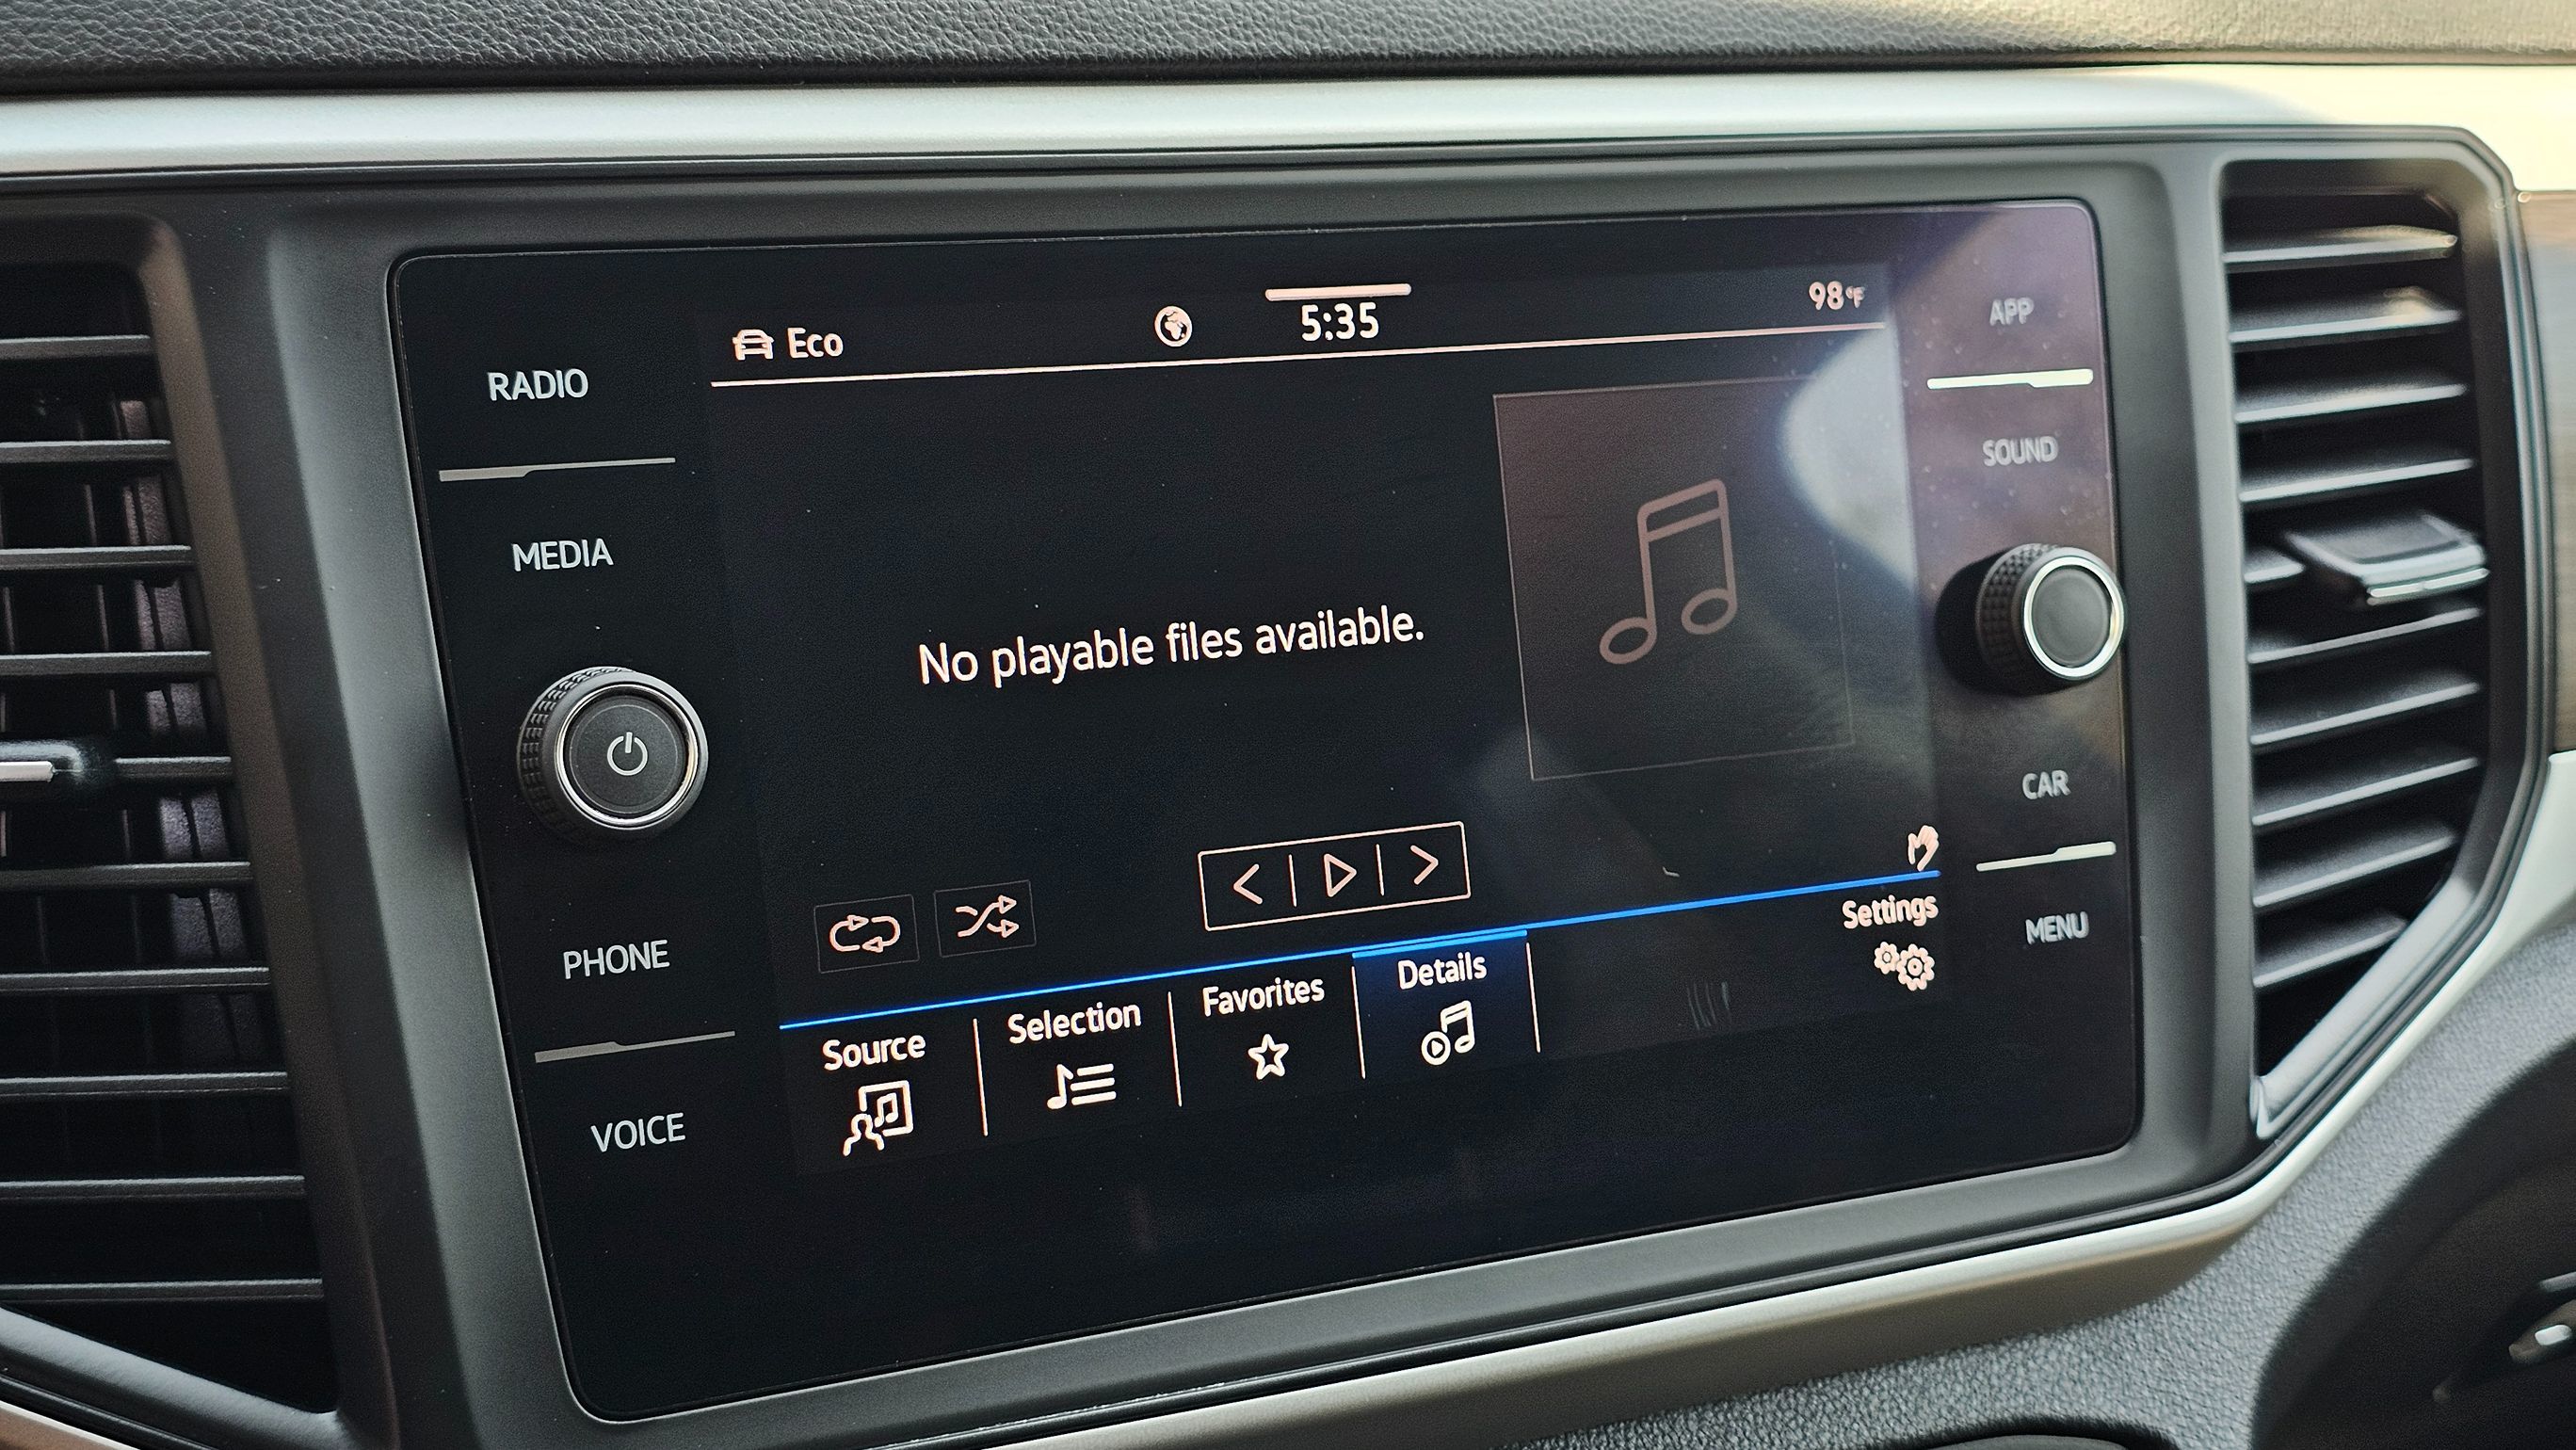 RADIO
MEDIA
PHONE
VOICE
Eco
5:35
98°F
No playable files available.
Source
Selection
Favorites
Details
Settings
APP
SOUND
CAR
MENU